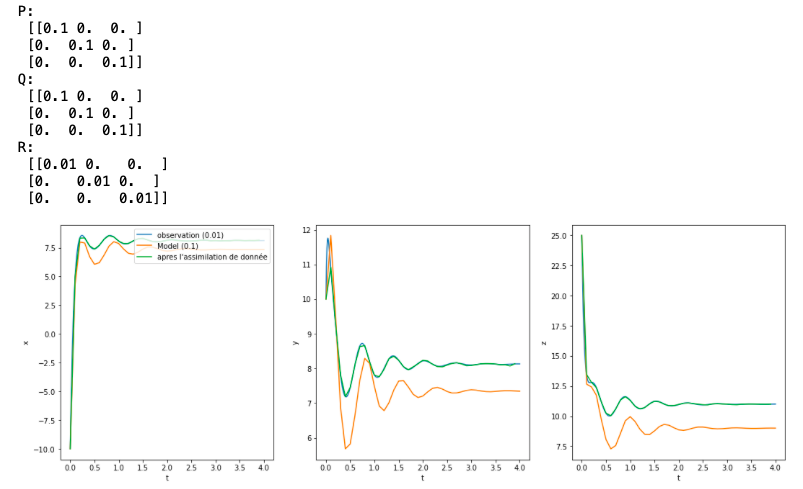 P:
[[0.1 0.  0. ]
[0.  0.1 0. ]
[0.  0.  0.1]]
Q:
[[0.1 0.  0. ]
[0.  0.1 0. ]
[0.  0.  0.1]]
R:
[[0.01 0.   0.  ]
[0.   0.01 0.  ]
[0.   0.   0.01]]
observation (0.01)
Model (0.1)
apres l'assimilation de donnée
7.5
5.0
2.5
0.0
−2.5
−5.0
−7.5
−10.0
x
0.0 0.5 1.0 1.5 2.0 2.5 3.0 3.5 4.0
t
12
11
10
9
8
7
6
y
0.0 0.5 1.0 1.5 2.0 2.5 3.0 3.5 4.0
t
25.0
22.5
20.0
17.5
15.0
12.5
10.0
7.5
z
0.0 0.5 1.0 1.5 2.0 2.5 3.0 3.5 4.0
t